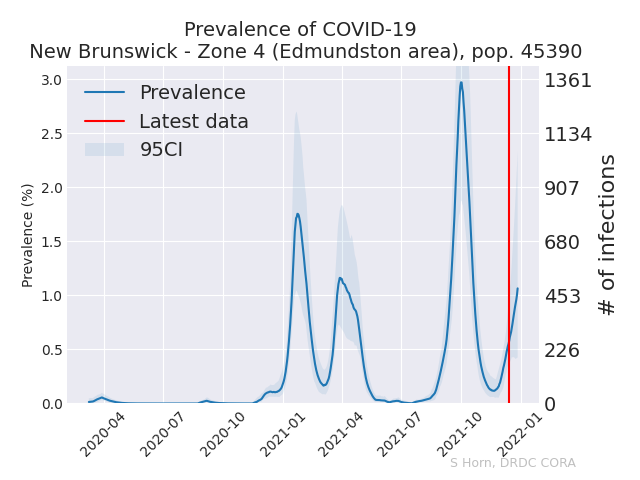 Prevalence of COVID-19
New Brunswick - Zone 4 (Edmundston area), pop. 45390
Prevalence
Latest data
95CI
Prevalence (%)
3.0
2.5
2.0
1.5
1.0
0.5
0.0
1361
1134
907
680
453
226
0
# of infections
2020-04
2020-07
2020-10
2021-01
2021-04
2021-07
2021-10
2022-01
S Horn, DRDC CORA